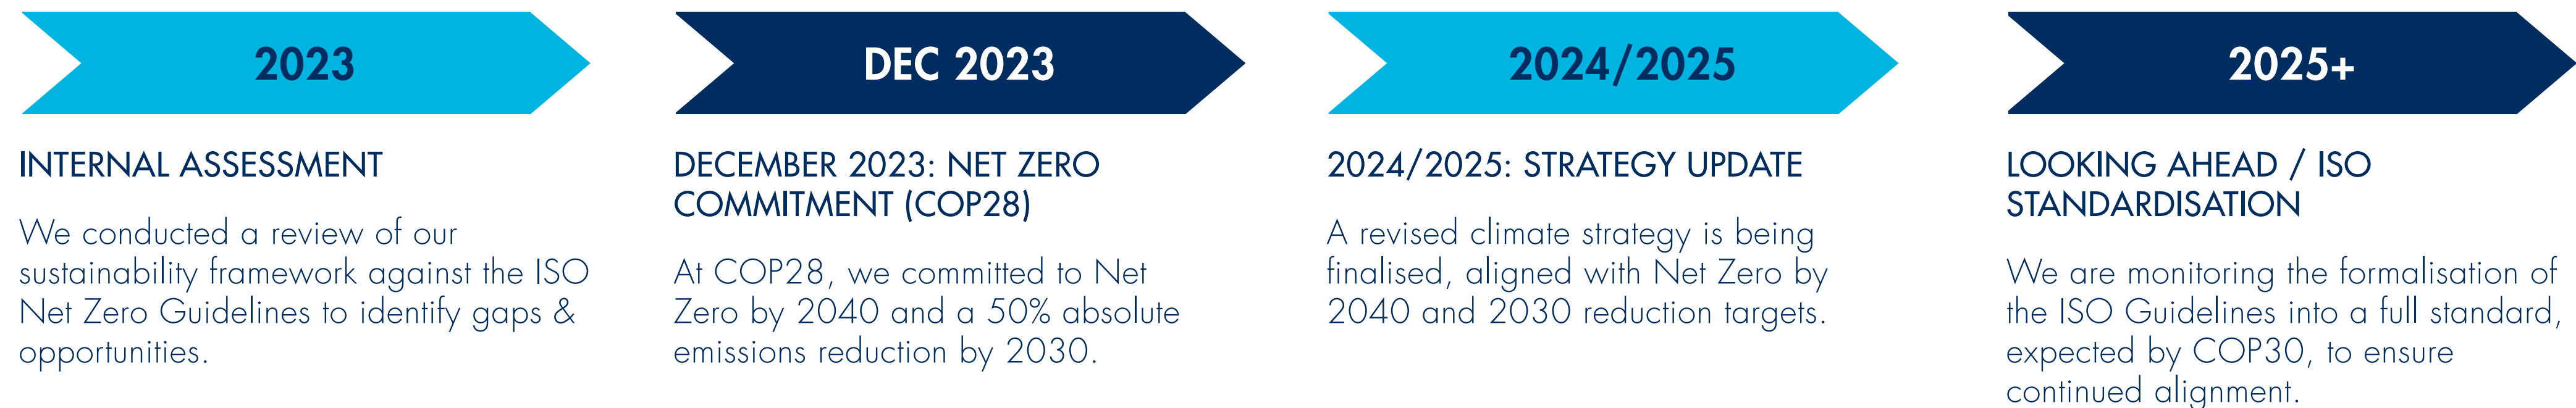 2023
INTERNAL ASSESSMENT
We conducted a review of our
sustainability framework against the ISO
Net Zero Guidelines to identify gaps &
opportunities.
DEC 2023
DECEMBER 2023: NET ZERO
COMMITMENT (COP28)
At COP28, we committed to Net
Zero by 2040 and a 50% absolute
emissions reduction by 2030.
2024/2025
2024/2025: STRATEGY UPDATE
A revised climate strategy is being
finalised, aligned with Net Zero by
2040 and 2030 reduction targets.
2025+
LOOKING AHEAD / ISO
STANDARDISATION
We are monitoring the formalisation of
the ISO Guidelines into a full standard,
expected by COP30, to ensure
continued alignment.